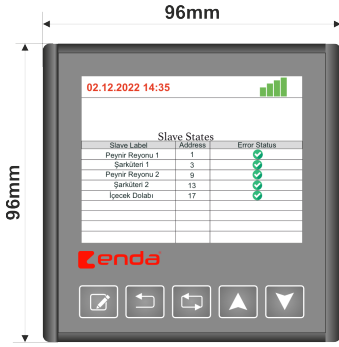 96mm
96mm
02.12.2022 14:35
Slave States
Slave Label Address Error Status
Peynir Reyonu 1 1
Şarküteri 1 3
Peynir Reyonu 2 9
Şarküteri 2 13
İçecek Dolabı 17
enda